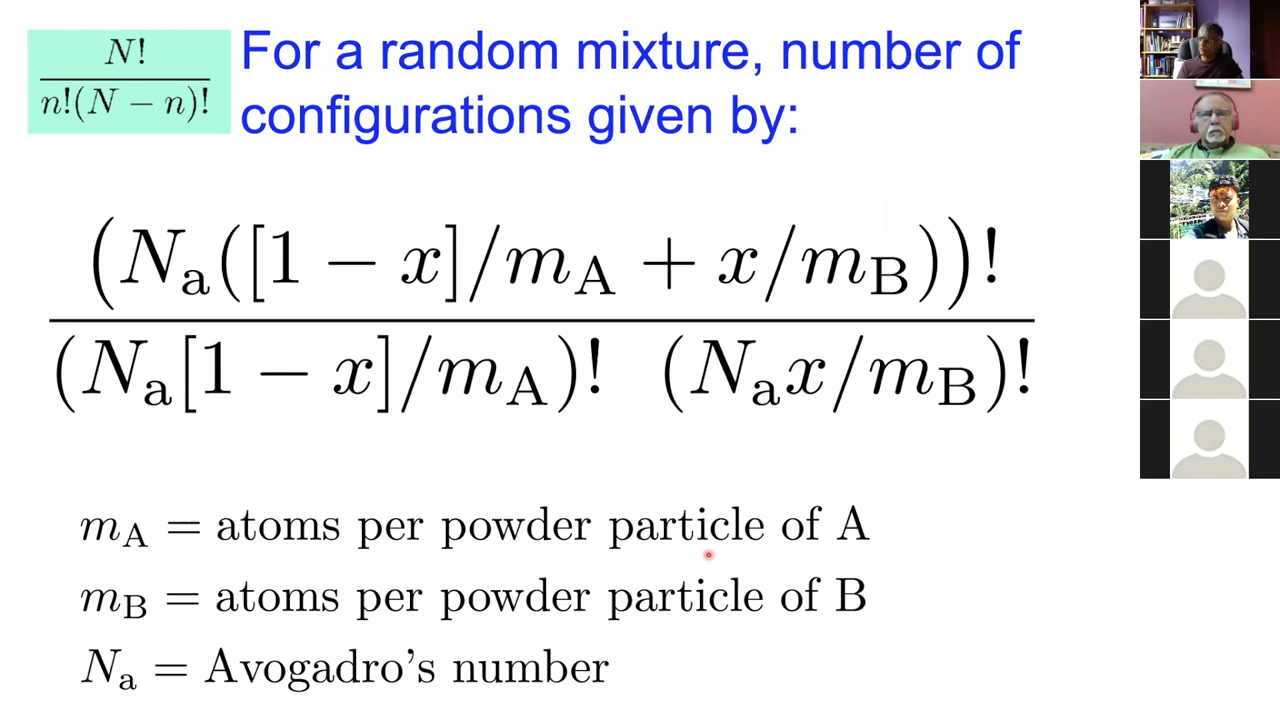 N!
n!(N − n)!
For a random mixture, number of
configurations given by:
(Na([1 − x]/mA + x/mB))!
(Na[1 − x]/mA)! (Nax/mB)!
mA = atoms per powder particle of A
mB = atoms per powder particle of B
Na = Avogadro's number